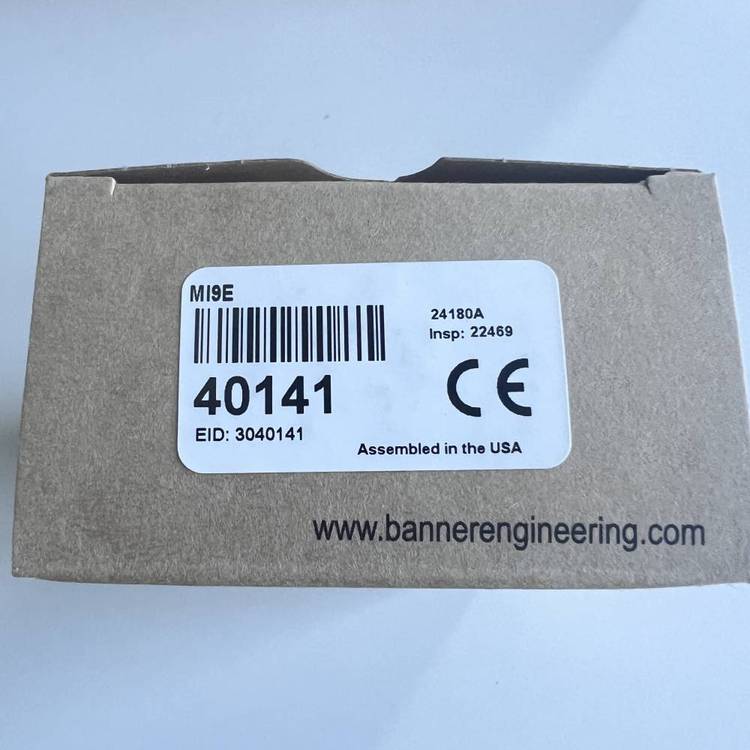 MI9E
24180A
Insp: 22469
40141
CE
EID: 3040141
Assembled in the USA
www.bannerengineering.com